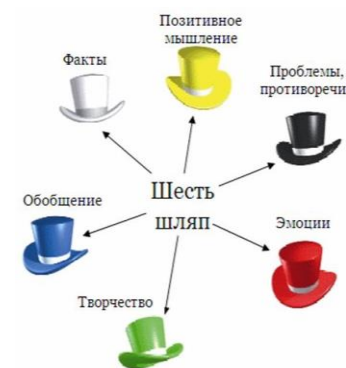 Позитивное
мышление
Факты
Проблемы,
противоречи
Шесть
шляп
Обобщение
Эмоции
Творчество